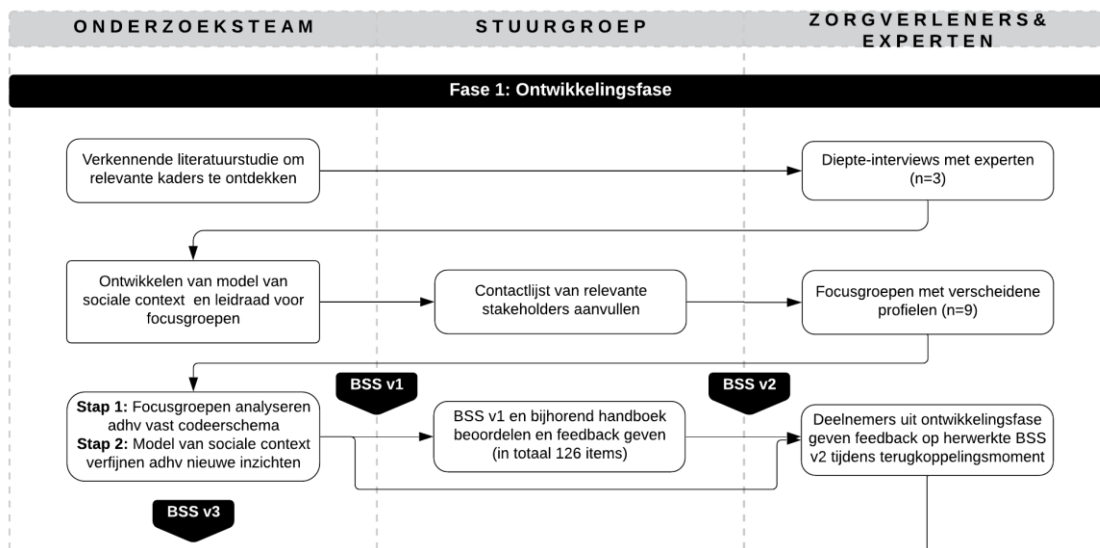 ONDERZOEKSTEAM
STUURGROEP
ZORGVERLENERS&
EXPERTEN
Fase 1: Ontwikkelingsfase
Verkennende literatuurstudie om
relevante kaders te ontdekken
Diepte-interviews met experten
(n=3)
Ontwikkelen van model van
sociale context en leidraad voor
focusgroepen
Contactlijst van relevante
stakeholders aanvullen
Focusgroepen met verscheidene
profielen (n=9)
BSS v1
BSS v2
Stap 1: Focusgroepen analyseren
adhv vast codeerschema
Stap 2: Model van sociale context
verfijnen adhv nieuwe inzichten
BSS v1 en bijhorend handboek
beoordelen en feedback geven
(in totaal 126 items)
Deelnemers uit ontwikkelingsfase
geven feedback op herwerkte BSS
v2 tijdens terugkoppelingsmoment
BSS v3